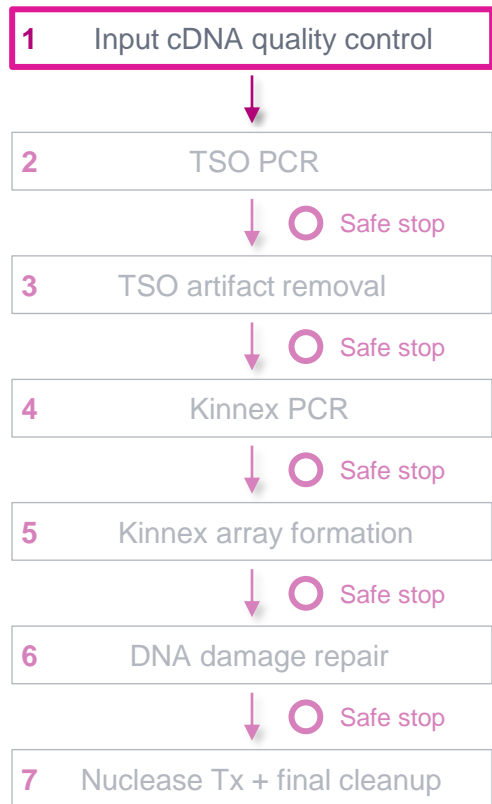 1 Input cDNA quality control
2 TSO PCR
Safe stop
3 TSO artifact removal
Safe stop
4 Kinnex PCR
Safe stop
5 Kinnex array formation
Safe stop
6 DNA damage repair
Safe stop
7 Nuclease Tx + final cleanup